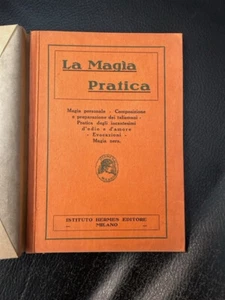 La Magia
Pratica
Magia personale - Composizione
e preparazione dei talismani -
Pratica degli incantesimi
d'odio e d'amore
- Evocazioni -
Magia nera.
ISTITUTO HERMES EDITORE
MILANO